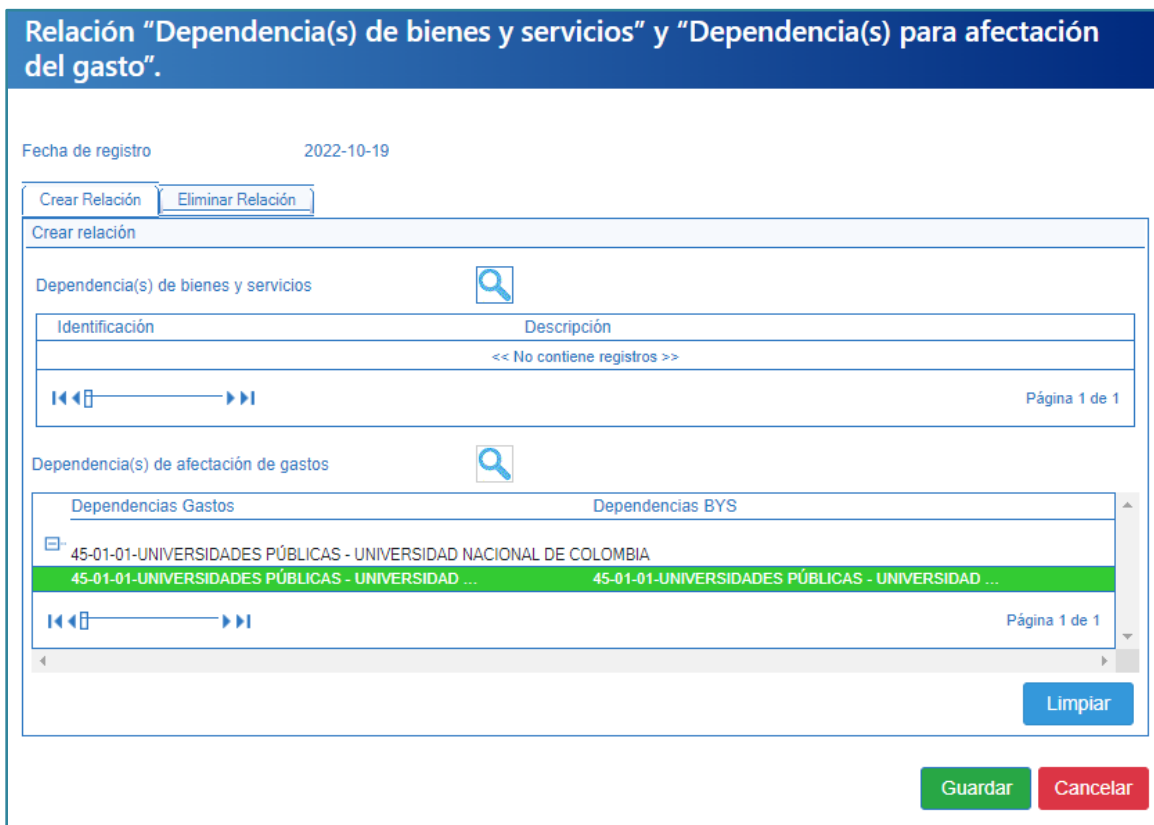 Relación “Dependencia(s) de bienes y servicios” y “Dependencia(s) para afectación
del gasto”.
Fecha de registro 2022-10-19
Crear Relación Eliminar Relación
Crear relación
Dependencia(s) de bienes y servicios
Identificación Descripción
<< No contiene registros >>
Página 1 de 1
Dependencia(s) de afectación de gastos
Dependencias Gastos Dependencias BYS
45-01-01-UNIVERSIDADES PÚBLICAS - UNIVERSIDAD NACIONAL DE COLOMBIA
45-01-01-UNIVERSIDADES PÚBLICAS - UNIVERSIDAD ... 45-01-01-UNIVERSIDADES PÚBLICAS - UNIVERSIDAD ...
Página 1 de 1
Limpiar
Guardar Cancelar